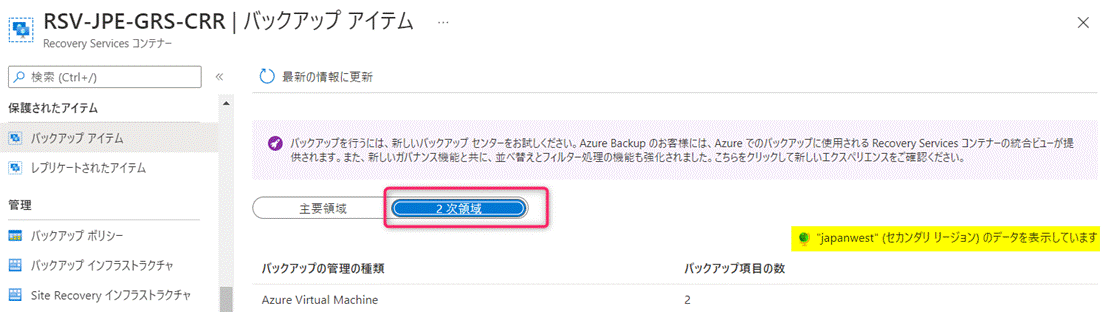 RSV-JPE-GRS-CRR | バックアップ アイテム ...
Recovery Services コンテナー
検索 (Ctrl+/)
最新の情報に更新
保護されたアイテム
バックアップ アイテム
レプリケートされたアイテム
管理
バックアップ ポリシー
バックアップ インフラストラクチャ
Site Recovery インフラストラクチャ
バックアップを行うには、新しいバックアップ センターをお試しください。Azure Backup のお客様には、Azure でのバックアップに使用される Recovery Services コンテナーの統合ビューが提
供されます。また、新しいガバナンス機能と共に、並べ替えとフィルター処理の機能も強化されました。こちらをクリックして新しいエクスペリエンスをご確認ください。
主要領域
2 次領域
"japanwest" (セカンダリ リージョン) のデータを表示しています
バックアップの管理の種類
バックアップ項目の数
Azure Virtual Machine
2